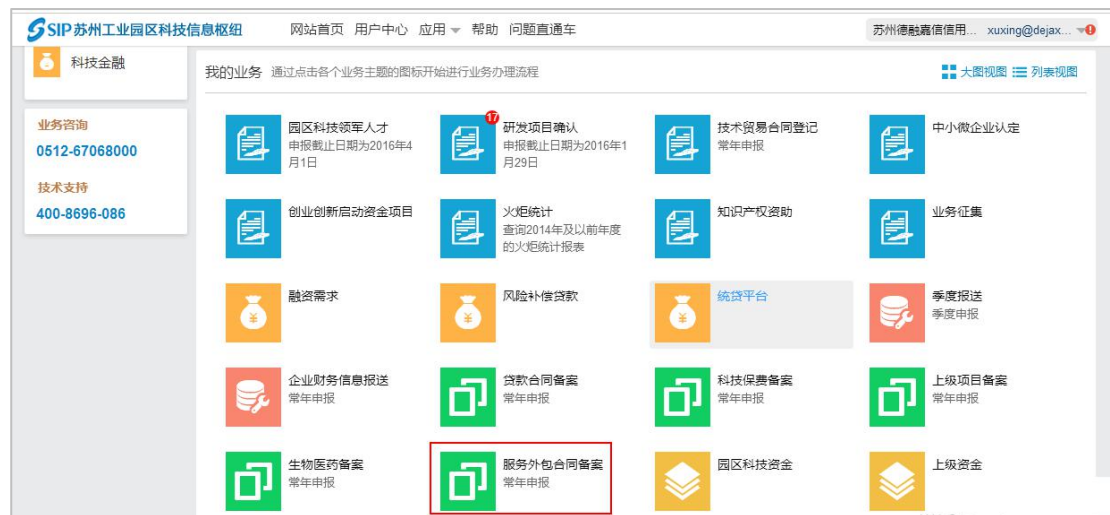 SIP苏州工业园区科技信息枢纽 网站首页 用户中心 应用 帮助 问题直通车 苏州德融嘉信信用... xuxing@dejax...
科技金融
我的业务 通过点击各个业务主题的图标开始进行业务办理流程 大图视图 列表视图
业务咨询
0512-67068000
技术支持
400-8696-086
园区科技领军人才
申报截止日期为2016年4
月1日
17
研发项目确认
申报截止日期为2016年1
月29日
技术贸易合同登记
常年申报
中小微企业认定
创业创新启动资金项目
火炬统计
查询2014年及以前年度
的火炬统计报表
知识产权资助
业务征集
融资需求
风险补偿贷款
统贷平台
季度报送
季度申报
企业财务信息报送
常年申报
贷款合同备案
常年申报
科技保费备案
常年申报
上级项目备案
常年申报
生物医药备案
常年申报
服务外包合同备案
常年申报
园区科技资金
上级资金